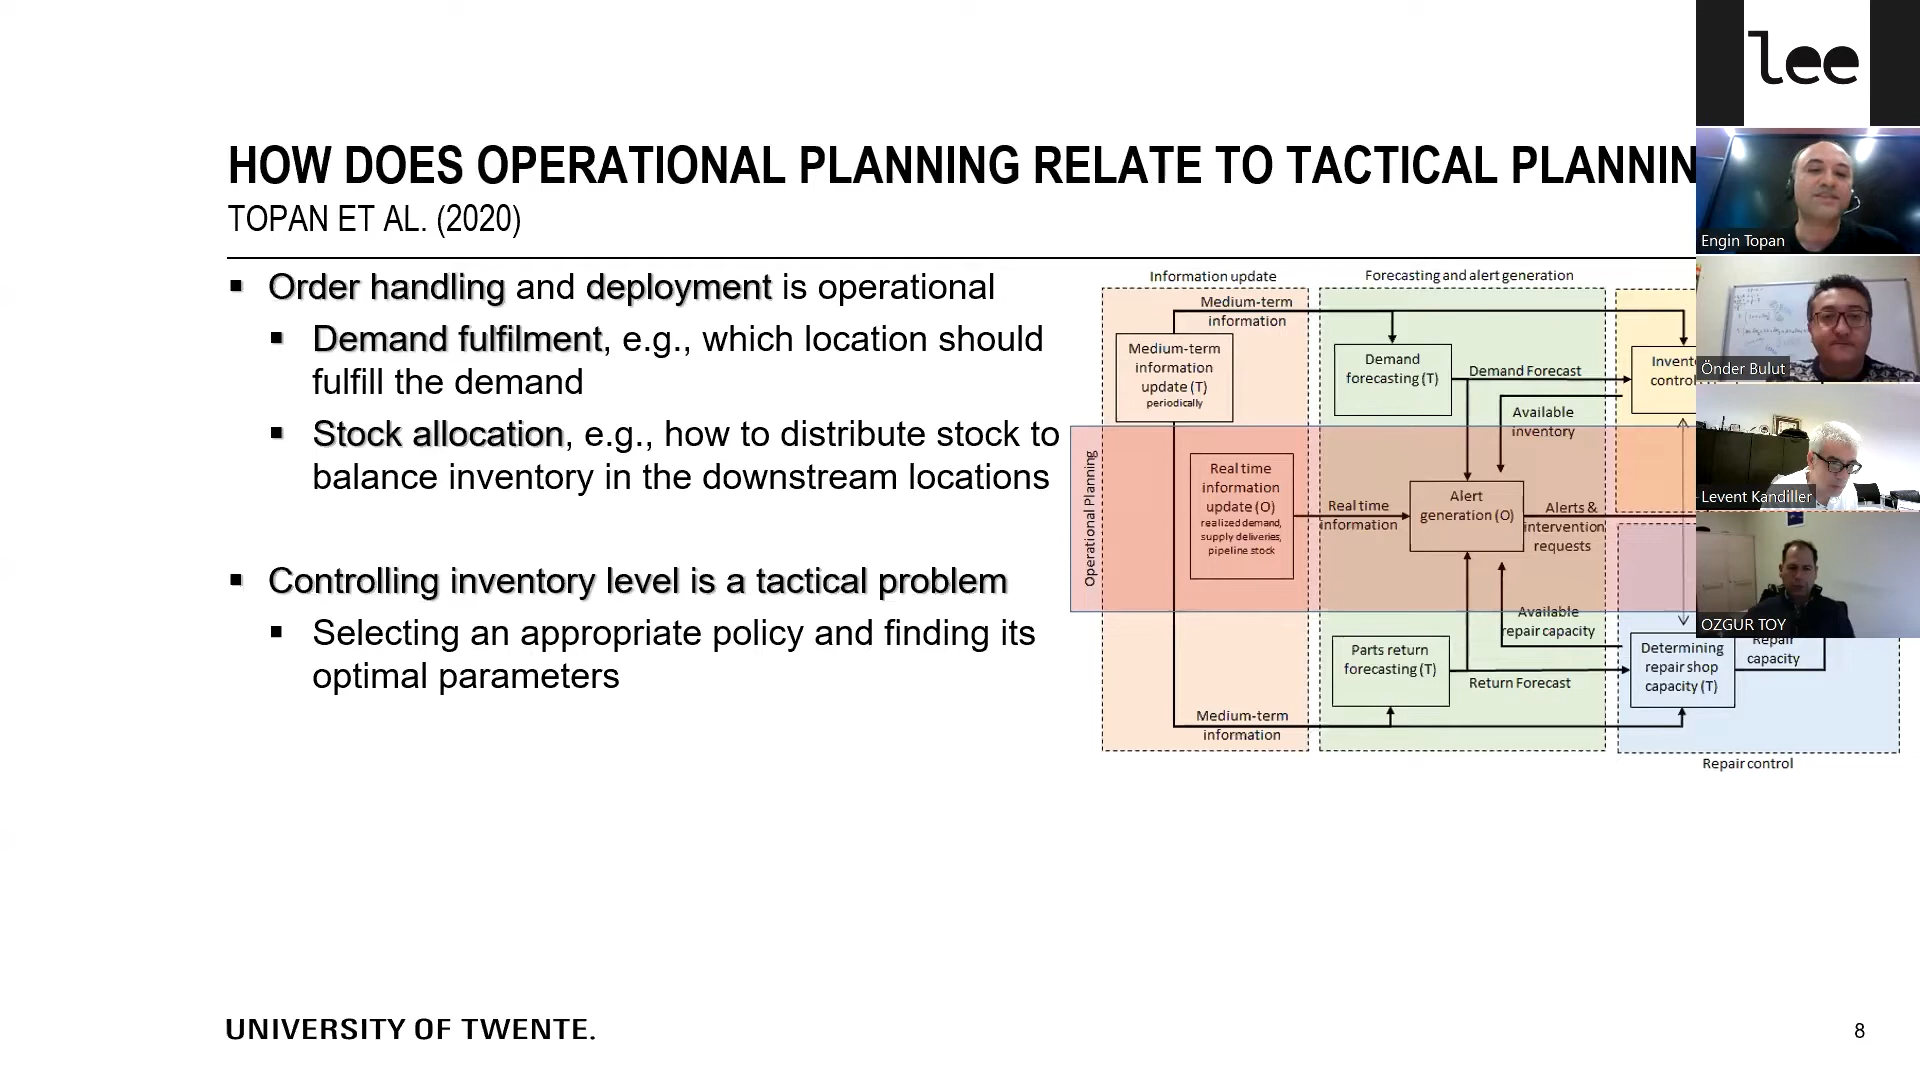 lee
HOW DOES OPERATIONAL PLANNING RELATE TO TACTICAL PLANNIN
TOPAN ET AL. (2020)
▪ Order handling and deployment is operational
▪ Demand fulfilment, e.g., which location should
fulfill the demand
▪ Stock allocation, e.g., how to distribute stock to
balance inventory in the downstream locations
▪ Controlling inventory level is a tactical problem
▪ Selecting an appropriate policy and finding its
optimal parameters
Information update
Forecasting and alert generation
Medium-term
information
Medium-term
information
update (T)
periodically
Demand
forecasting (T)
Demand Forecast
Available
inventory
Operational Planning
Real time
information
update (O)
realized demand,
supply deliveries,
pipeline stock
Real time
information
Alert
generation (O)
Alerts &
intervention
requests
Available
repair capacity
Parts return
forecasting (T)
Return Forecast
Determining
repair shop
capacity (T)
Repair
capacity
Medium-term
information
Repair control
Engin Topan
Önder Bulut
Levent Kandiller
OZGUR TOY
UNIVERSITY OF TWENTE.
8